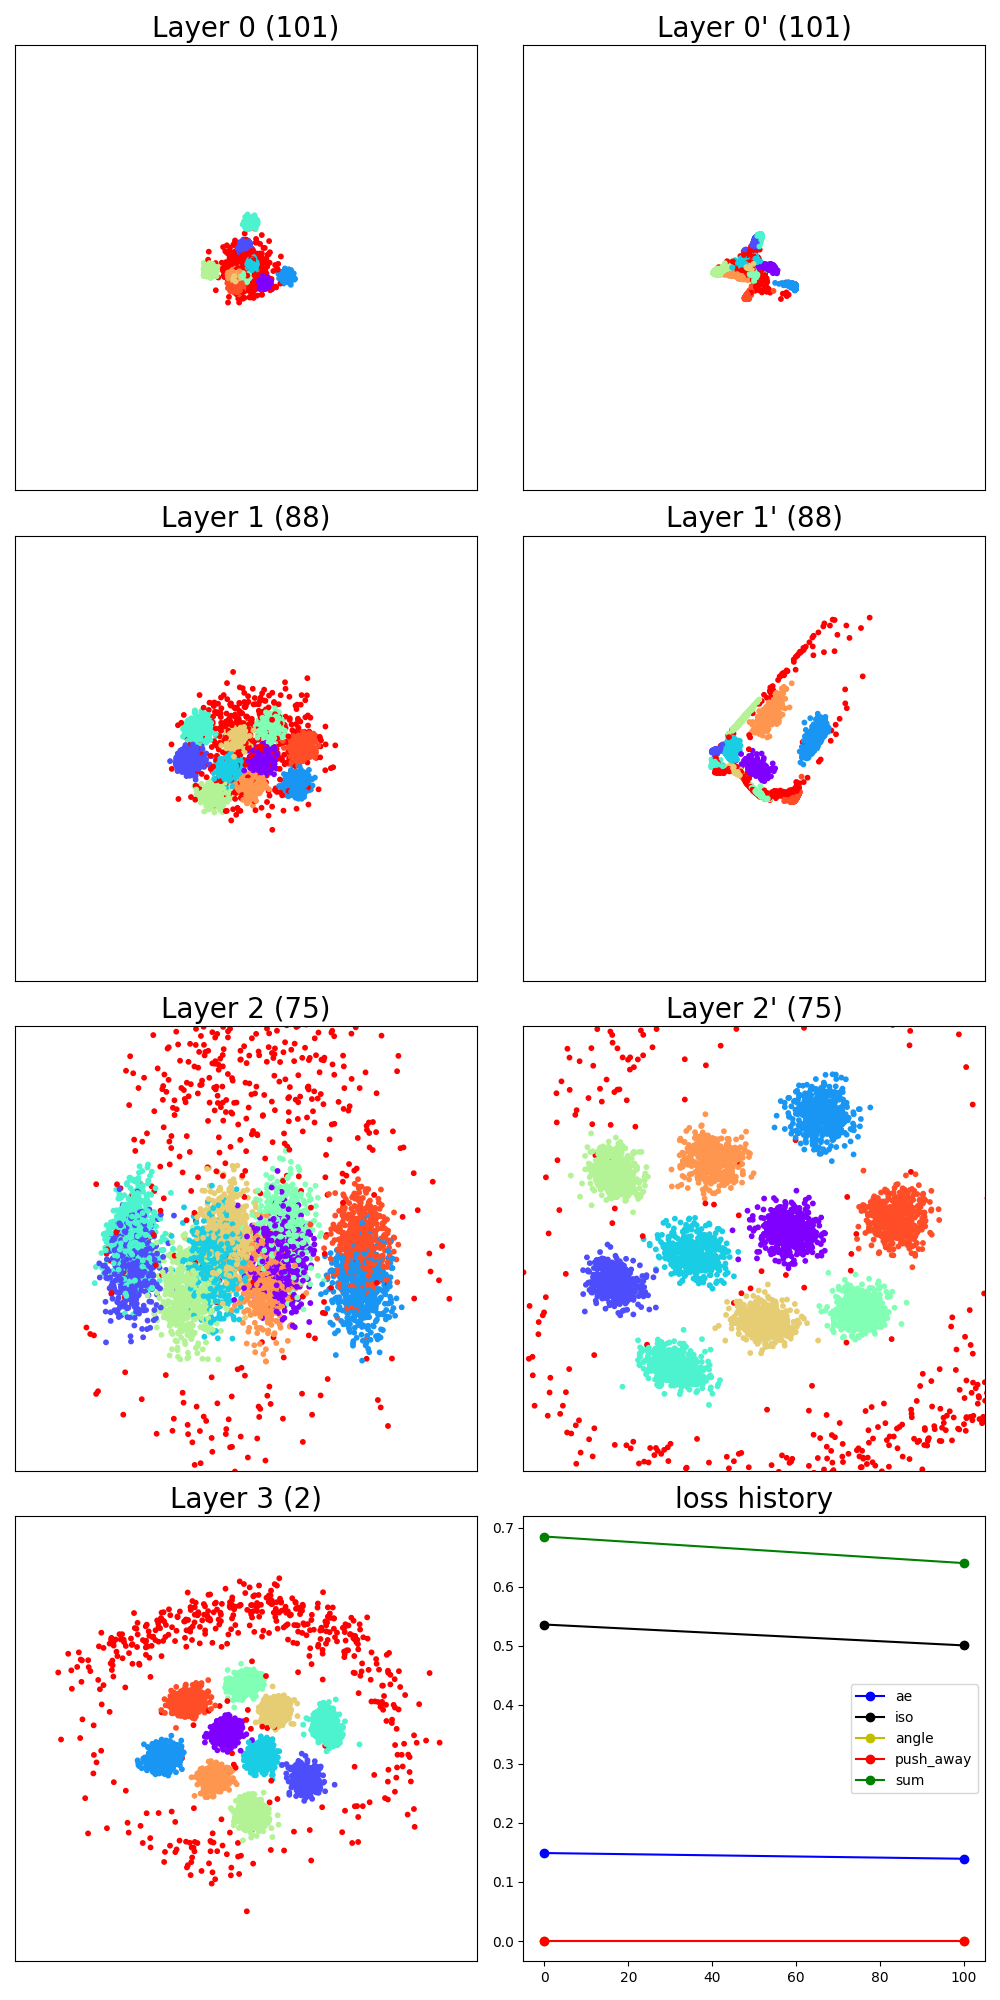 Layer 0 (101)
Layer 0' (101)
Layer 1 (88)
Layer 1' (88)
Layer 2 (75)
Layer 2' (75)
Layer 3 (2)
loss history
0.7
0.6
0.5
0.4
0.3
0.2
0.1
0.0
ae
iso
angle
push_away
sum
0 20 40 60 80 100